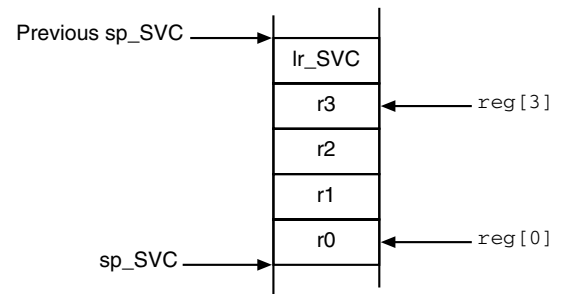 Previous sp_SVC
lr_SVC
r3
reg[3]
r2
r1
r0
reg[0]
sp_SVC